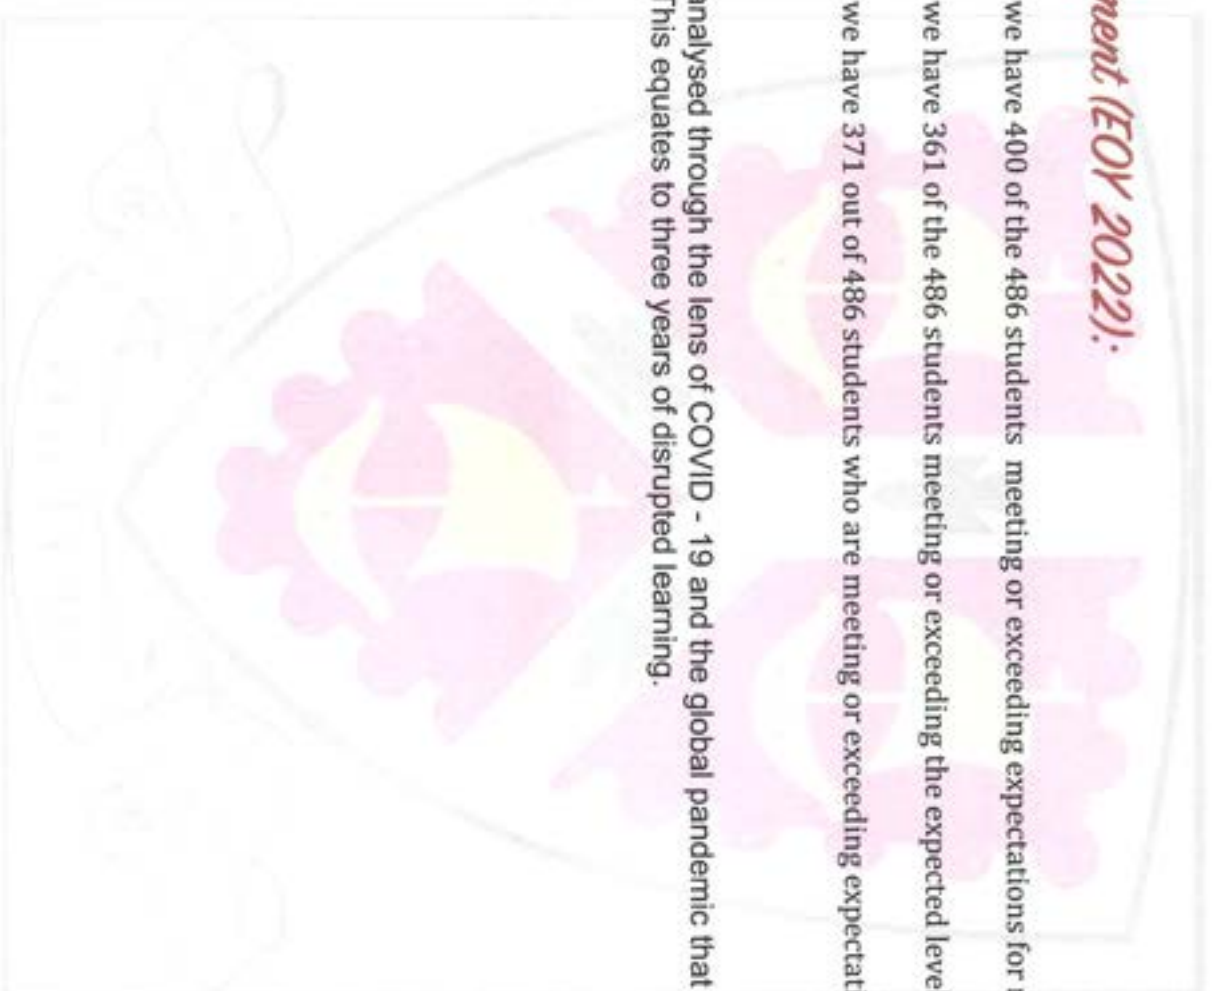 ment (EOY 2022):
we have 400 of the 486 students meeting or exceeding expectations for
we have 361 of the 486 students meeting or exceeding the expected leve
we have 371 out of 486 students who are meeting or exceeding expectati
analysed through the lens of COVID - 19 and the global pandemic that
This equates to three years of disrupted learning.